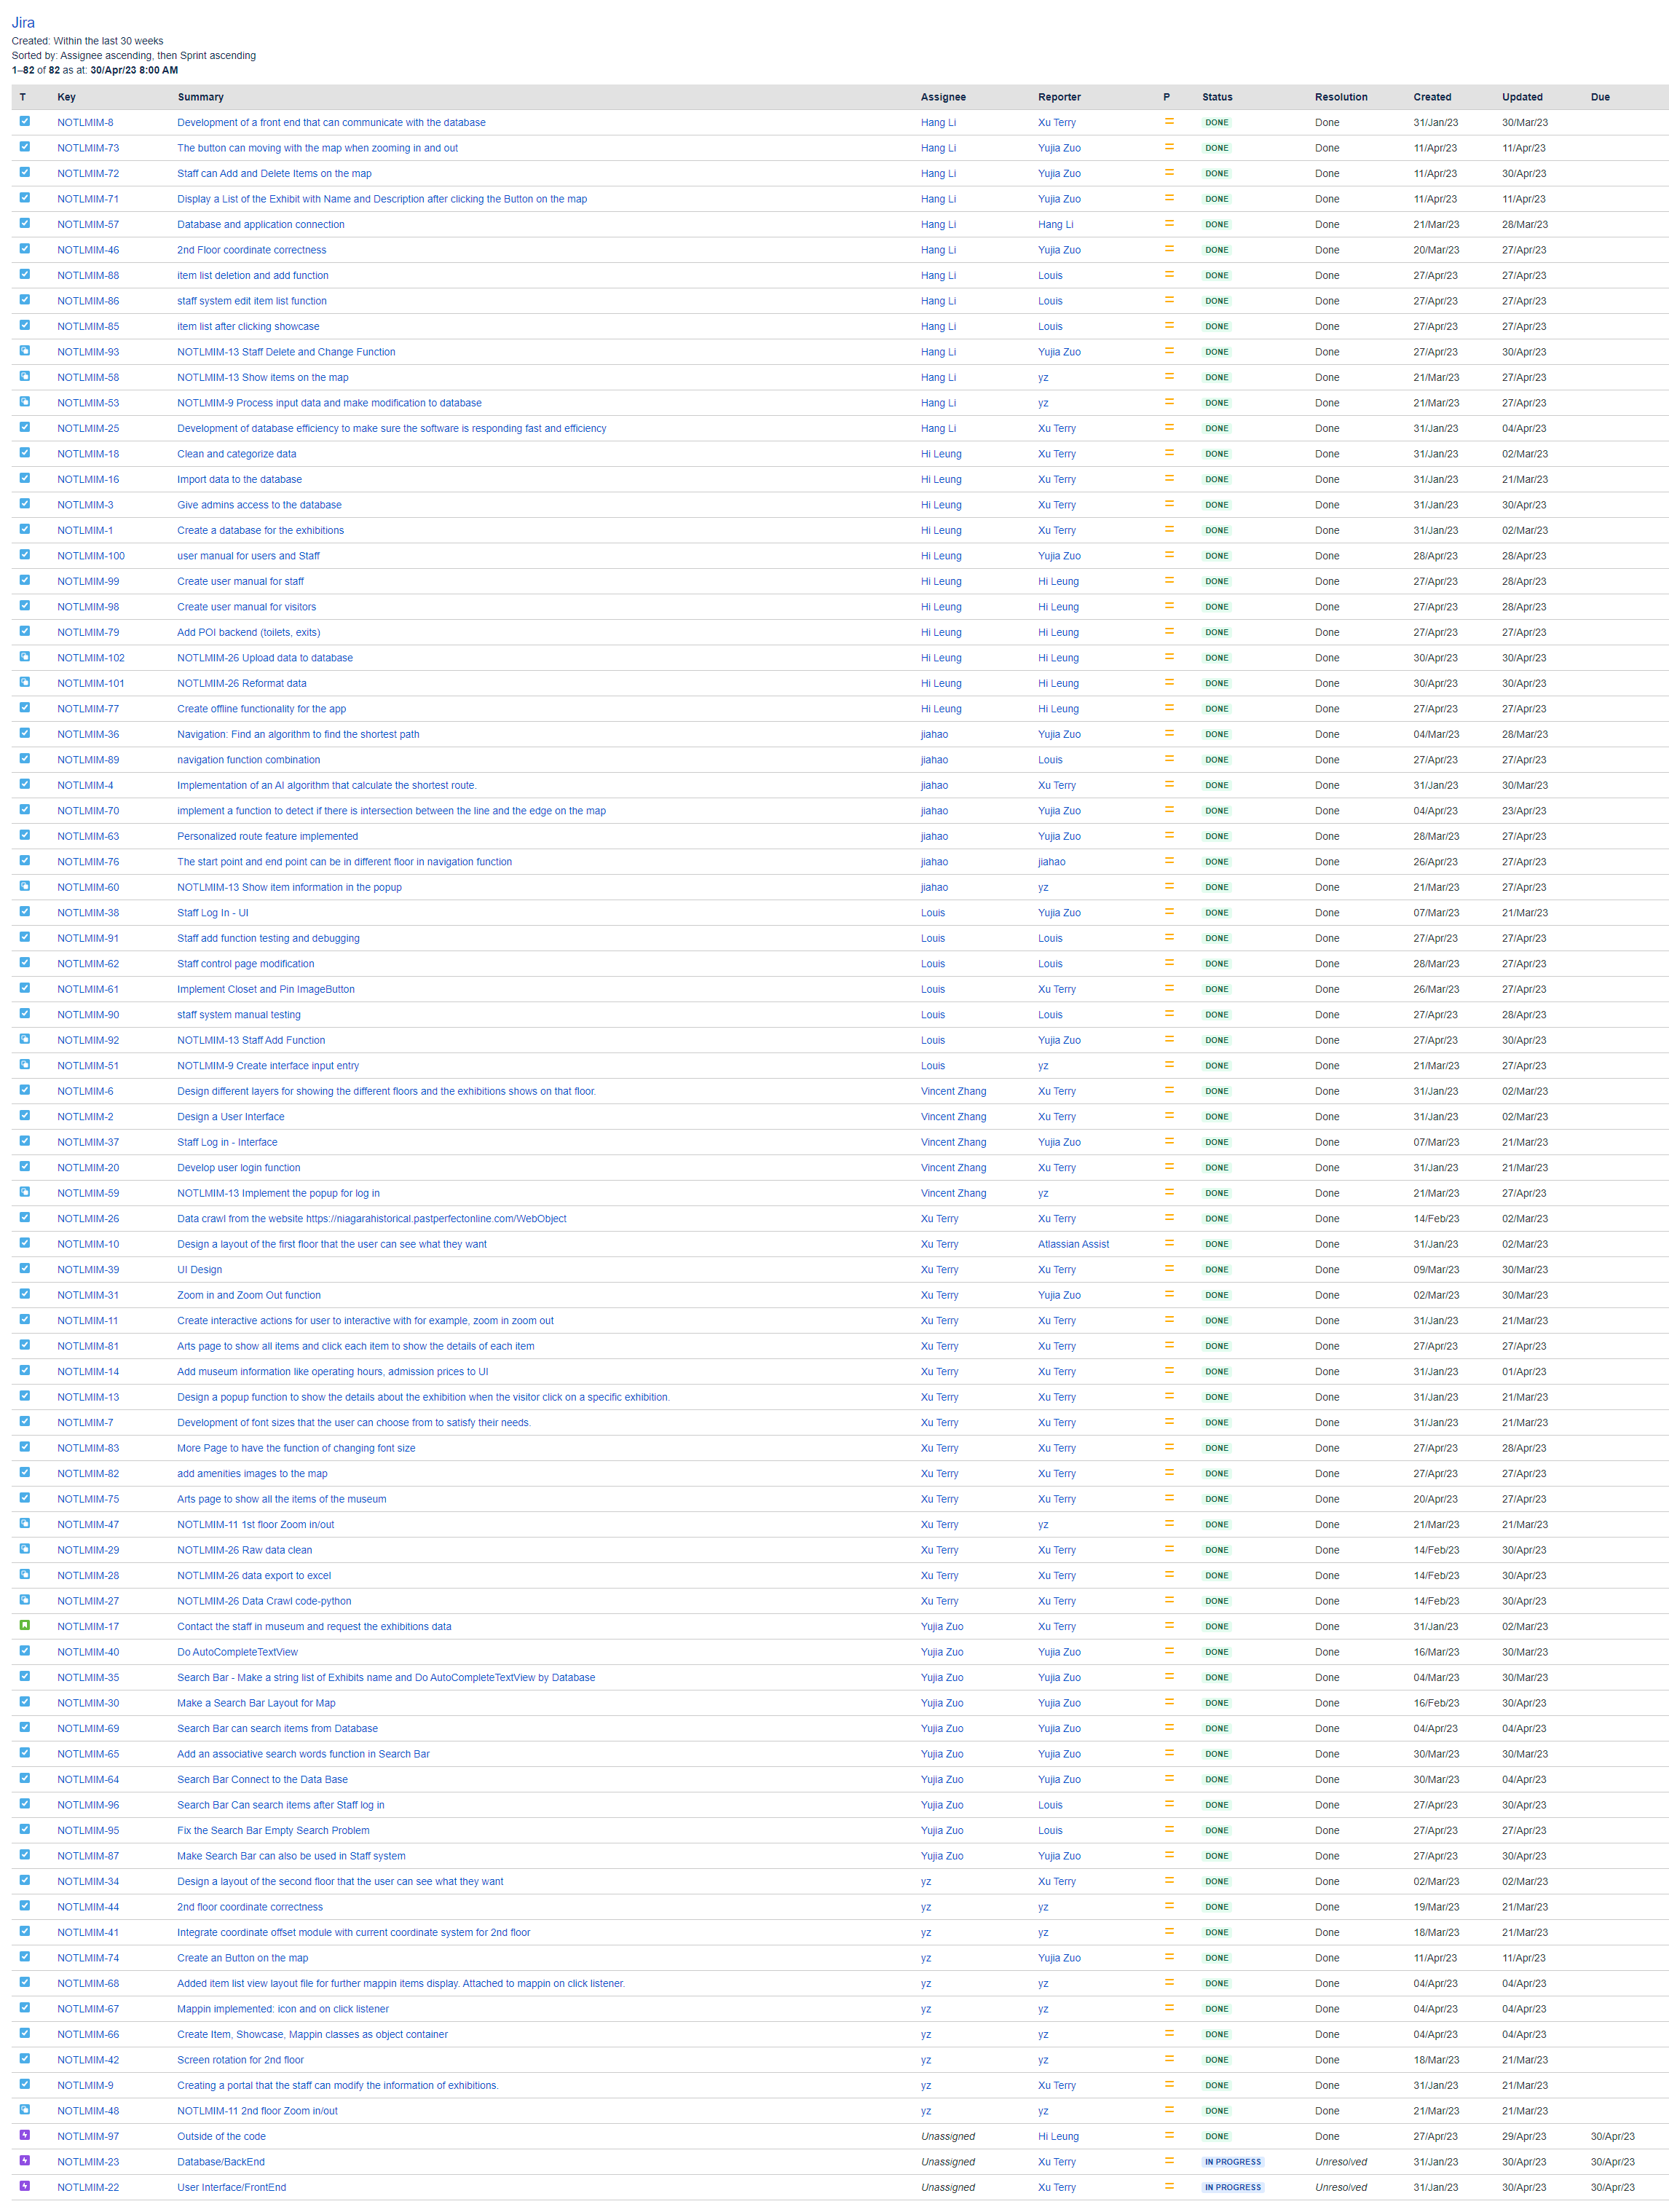 Jira
Created: Within the last 30 weeks
Sorted by: Assignee ascending, then Sprint ascending
1–82 of 82 as at: 30/Apr/23 8:00 AM
T Key Summary Assignee Reporter P Status Resolution Created Updated Due
NOTLMIM-8 Development of a front end that can communicate with the database Hang Li Xu Terry DONE Done 31/Jan/23 30/Mar/23
NOTLMIM-73 The button can moving with the map when zooming in and out Hang Li Yujia Zuo DONE Done 11/Apr/23 11/Apr/23
NOTLMIM-72 Staff can Add and Delete Items on the map Hang Li Yujia Zuo DONE Done 11/Apr/23 30/Apr/23
NOTLMIM-71 Display a List of the Exhibit with Name and Description after clicking the Button on the map Hang Li Yujia Zuo DONE Done 11/Apr/23 11/Apr/23
NOTLMIM-57 Database and application connection Hang Li Hang Li DONE Done 21/Mar/23 28/Mar/23
NOTLMIM-46 2nd Floor coordinate correctness Hang Li Yujia Zuo DONE Done 20/Mar/23 27/Apr/23
NOTLMIM-88 item list deletion and add function Hang Li Louis DONE Done 27/Apr/23 27/Apr/23
NOTLMIM-86 staff system edit item list function Hang Li Louis DONE Done 27/Apr/23 27/Apr/23
NOTLMIM-85 item list after clicking showcase Hang Li Louis DONE Done 27/Apr/23 27/Apr/23
NOTLMIM-93 NOTLMIM-13 Staff Delete and Change Function Hang Li Yujia Zuo DONE Done 27/Apr/23 30/Apr/23
NOTLMIM-58 NOTLMIM-13 Show items on the map Hang Li yz DONE Done 21/Mar/23 27/Apr/23
NOTLMIM-53 NOTLMIM-9 Process input data and make modification to database Hang Li yz DONE Done 21/Mar/23 27/Apr/23
NOTLMIM-25 Development of database efficiency to make sure the software is responding fast and efficiency Hang Li Xu Terry DONE Done 31/Jan/23 04/Apr/23
NOTLMIM-18 Clean and categorize data Hi Leung Xu Terry DONE Done 31/Jan/23 02/Mar/23
NOTLMIM-16 Import data to the database Hi Leung Xu Terry DONE Done 31/Jan/23 21/Mar/23
NOTLMIM-3 Give admins access to the database Hi Leung Xu Terry DONE Done 31/Jan/23 30/Apr/23
NOTLMIM-1 Create a database for the exhibitions Hi Leung Xu Terry DONE Done 31/Jan/23 02/Mar/23
NOTLMIM-100 user manual for users and Staff Hi Leung Yujia Zuo DONE Done 28/Apr/23 28/Apr/23
NOTLMIM-99 Create user manual for staff Hi Leung Hi Leung DONE Done 27/Apr/23 28/Apr/23
NOTLMIM-98 Create user manual for visitors Hi Leung Hi Leung DONE Done 27/Apr/23 28/Apr/23
NOTLMIM-79 Add POI backend (toilets, exits) Hi Leung Hi Leung DONE Done 27/Apr/23 27/Apr/23
NOTLMIM-102 NOTLMIM-26 Upload data to database Hi Leung Hi Leung DONE Done 30/Apr/23 30/Apr/23
NOTLMIM-101 NOTLMIM-26 Reformat data Hi Leung Hi Leung DONE Done 30/Apr/23 30/Apr/23
NOTLMIM-77 Create offline functionality for the app Hi Leung Hi Leung DONE Done 27/Apr/23 27/Apr/23
NOTLMIM-36 Navigation: Find an algorithm to find the shortest path jiahao Yujia Zuo DONE Done 04/Mar/23 28/Mar/23
NOTLMIM-89 navigation function combination jiahao Louis DONE Done 27/Apr/23 27/Apr/23
NOTLMIM-4 Implementation of an AI algorithm that calculate the shortest route. jiahao Xu Terry DONE Done 31/Jan/23 30/Mar/23
NOTLMIM-70 implement a function to detect if there is intersection between the line and the edge on the map jiahao Yujia Zuo DONE Done 04/Apr/23 23/Apr/23
NOTLMIM-63 Personalized route feature implemented jiahao Yujia Zuo DONE Done 28/Mar/23 27/Apr/23
NOTLMIM-76 The start point and end point can be in different floor in navigation function jiahao jiahao DONE Done 26/Apr/23 27/Apr/23
NOTLMIM-60 NOTLMIM-13 Show item information in the popup jiahao yz DONE Done 21/Mar/23 27/Apr/23
NOTLMIM-38 Staff Log In - UI Louis Yujia Zuo DONE Done 07/Mar/23 21/Mar/23
NOTLMIM-91 Staff add function testing and debugging Louis Louis DONE Done 27/Apr/23 27/Apr/23
NOTLMIM-62 Staff control page modification Louis Louis DONE Done 28/Mar/23 27/Apr/23
NOTLMIM-61 Implement Closet and Pin ImageButton Louis Xu Terry DONE Done 26/Mar/23 27/Apr/23
NOTLMIM-90 staff system manual testing Louis Louis DONE Done 27/Apr/23 28/Apr/23
NOTLMIM-92 NOTLMIM-13 Staff Add Function Louis Yujia Zuo DONE Done 27/Apr/23 30/Apr/23
NOTLMIM-51 NOTLMIM-9 Create interface input entry Louis yz DONE Done 21/Mar/23 27/Apr/23
NOTLMIM-6 Design different layers for showing the different floors and the exhibitions shows on that floor. Vincent Zhang Xu Terry DONE Done 31/Jan/23 02/Mar/23
NOTLMIM-2 Design a User Interface Vincent Zhang Xu Terry DONE Done 31/Jan/23 02/Mar/23
NOTLMIM-37 Staff Log in - Interface Vincent Zhang Yujia Zuo DONE Done 07/Mar/23 21/Mar/23
NOTLMIM-20 Develop user login function Vincent Zhang Xu Terry DONE Done 31/Jan/23 21/Mar/23
NOTLMIM-59 NOTLMIM-13 Implement the popup for log in Vincent Zhang yz DONE Done 21/Mar/23 27/Apr/23
NOTLMIM-26 Data crawl from the website https://niagarahistorical.pastperfectonline.com/WebObject Xu Terry Xu Terry DONE Done 14/Feb/23 02/Mar/23
NOTLMIM-10 Design a layout of the first floor that the user can see what they want Xu Terry Atlassian Assist DONE Done 31/Jan/23 02/Mar/23
NOTLMIM-39 UI Design Xu Terry Xu Terry DONE Done 09/Mar/23 30/Mar/23
NOTLMIM-31 Zoom in and Zoom Out function Xu Terry Yujia Zuo DONE Done 02/Mar/23 30/Mar/23
NOTLMIM-11 Create interactive actions for user to interactive with for example, zoom in zoom out Xu Terry Xu Terry DONE Done 31/Jan/23 21/Mar/23
NOTLMIM-81 Arts page to show all items and click each item to show the details of each item Xu Terry Xu Terry DONE Done 27/Apr/23 27/Apr/23
NOTLMIM-14 Add museum information like operating hours, admission prices to UI Xu Terry Xu Terry DONE Done 31/Jan/23 01/Apr/23
NOTLMIM-13 Design a popup function to show the details about the exhibition when the visitor click on a specific exhibition. Xu Terry Xu Terry DONE Done 31/Jan/23 21/Mar/23
NOTLMIM-7 Development of font sizes that the user can choose from to satisfy their needs. Xu Terry Xu Terry DONE Done 31/Jan/23 21/Mar/23
NOTLMIM-83 More Page to have the function of changing font size Xu Terry Xu Terry DONE Done 27/Apr/23 28/Apr/23
NOTLMIM-82 add amenities images to the map Xu Terry Xu Terry DONE Done 27/Apr/23 27/Apr/23
NOTLMIM-75 Arts page to show all the items of the museum Xu Terry Xu Terry DONE Done 20/Apr/23 27/Apr/23
NOTLMIM-47 NOTLMIM-11 1st floor Zoom in/out Xu Terry yz DONE Done 21/Mar/23 21/Mar/23
NOTLMIM-29 NOTLMIM-26 Raw data clean Xu Terry Xu Terry DONE Done 14/Feb/23 30/Apr/23
NOTLMIM-28 NOTLMIM-26 data export to excel Xu Terry Xu Terry DONE Done 14/Feb/23 30/Apr/23
NOTLMIM-27 NOTLMIM-26 Data Crawl code-python Xu Terry Xu Terry DONE Done 14/Feb/23 30/Apr/23
NOTLMIM-17 Contact the staff in museum and request the exhibitions data Yujia Zuo Xu Terry DONE Done 31/Jan/23 02/Mar/23
NOTLMIM-40 Do AutoCompleteTextView Yujia Zuo Yujia Zuo DONE Done 16/Mar/23 30/Mar/23
NOTLMIM-35 Search Bar - Make a string list of Exhibits name and Do AutoCompleteTextView by Database Yujia Zuo Yujia Zuo DONE Done 04/Mar/23 30/Mar/23
NOTLMIM-30 Make a Search Bar Layout for Map Yujia Zuo Yujia Zuo DONE Done 16/Feb/23 30/Apr/23
NOTLMIM-69 Search Bar can search items from Database Yujia Zuo Yujia Zuo DONE Done 04/Apr/23 04/Apr/23
NOTLMIM-65 Add an associative search words function in Search Bar Yujia Zuo Yujia Zuo DONE Done 30/Mar/23 30/Mar/23
NOTLMIM-64 Search Bar Connect to the Data Base Yujia Zuo Yujia Zuo DONE Done 30/Mar/23 04/Apr/23
NOTLMIM-96 Search Bar Can search items after Staff log in Yujia Zuo Louis DONE Done 27/Apr/23 30/Apr/23
NOTLMIM-95 Fix the Search Bar Empty Search Problem Yujia Zuo Louis DONE Done 27/Apr/23 27/Apr/23
NOTLMIM-87 Make Search Bar can also be used in Staff system Yujia Zuo Yujia Zuo DONE Done 27/Apr/23 30/Apr/23
NOTLMIM-34 Design a layout of the second floor that the user can see what they want yz Xu Terry DONE Done 02/Mar/23 02/Mar/23
NOTLMIM-44 2nd floor coordinate correctness yz yz DONE Done 19/Mar/23 21/Mar/23
NOTLMIM-41 Integrate coordinate offset module with current coordinate system for 2nd floor yz yz DONE Done 18/Mar/23 21/Mar/23
NOTLMIM-74 Create an Button on the map yz Yujia Zuo DONE Done 11/Apr/23 11/Apr/23
NOTLMIM-68 Added item list view layout file for further mappin items display. Attached to mappin on click listener. yz yz DONE Done 04/Apr/23 04/Apr/23
NOTLMIM-67 Mappin implemented: icon and on click listener yz yz DONE Done 04/Apr/23 04/Apr/23
NOTLMIM-66 Create Item, Showcase, Mappin classes as object container yz yz DONE Done 04/Apr/23 04/Apr/23
NOTLMIM-42 Screen rotation for 2nd floor yz yz DONE Done 18/Mar/23 21/Mar/23
NOTLMIM-9 Creating a portal that the staff can modify the information of exhibitions. yz Xu Terry DONE Done 31/Jan/23 21/Mar/23
NOTLMIM-48 NOTLMIM-11 2nd floor Zoom in/out yz yz DONE Done 21/Mar/23 21/Mar/23
NOTLMIM-97 Outside of the code Unassigned Hi Leung DONE Done 27/Apr/23 29/Apr/23 30/Apr/23
NOTLMIM-23 Database/BackEnd Unassigned Xu Terry IN PROGRESS Unresolved 31/Jan/23 30/Apr/23 30/Apr/23
NOTLMIM-22 User Interface/FrontEnd Unassigned Xu Terry IN PROGRESS Unresolved 31/Jan/23 30/Apr/23 30/Apr/23